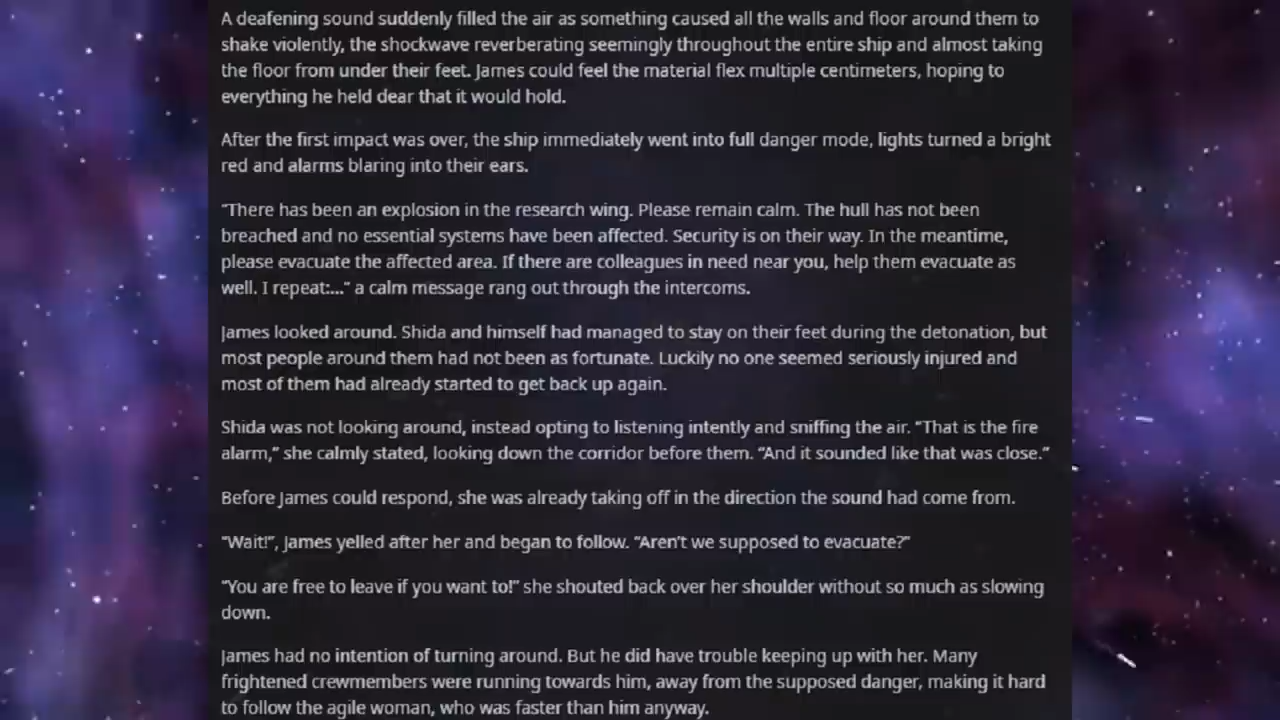 A deafening sound suddenly filled the air as something caused all the walls and floor around them to
shake violently, the shockwave reverberating seemingly throughout the entire ship and almost taking
the floor from under their feet. James could feel the material flex multiple centimeters, hoping to
everything he held dear that it would hold.
After the first impact was over, the ship immediately went into full danger mode, lights turned a bright
red and alarms blaring into their ears.
“There has been an explosion in the research wing. Please remain calm. The hull has not been
breached and no essential systems have been affected. Security is on their way. In the meantime,
please evacuate the affected area. If there are colleagues in need near you, help them evacuate as
well. I repeat:...” a calm message rang out through the intercoms.
James looked around. Shida and himself had managed to stay on their feet during the detonation, but
most people around them had not been as fortunate. Luckily no one seemed seriously injured and
most of them had already started to get back up again.
Shida was not looking around, instead opting to listening intently and sniffing the air. “That is the fire
alarm,” she calmly stated, looking down the corridor before them. “And it sounded like that was close.”
Before James could respond, she was already taking off in the direction the sound had come from.
“Wait!”, James yelled after her and began to follow. “Aren’t we supposed to evacuate?”
“You are free to leave if you want to!” she shouted back over her shoulder without so much as slowing
down.
James had no intention of turning around. But he did have trouble keeping up with her. Many
frightened crewmembers were running towards him, away from the supposed danger, making it hard
to follow the agile woman, who was faster than him anyway.